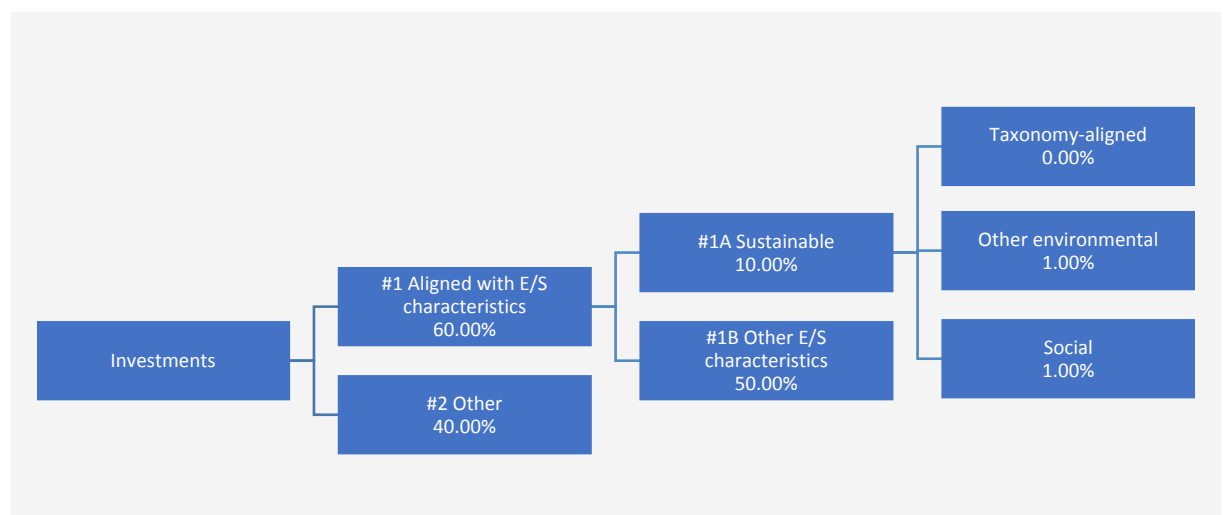 Investments
#1 Aligned with E/S
characteristics
60.00%
#2 Other
40.00%
#1A Sustainable
10.00%
#1B Other E/S
characteristics
50.00%
Taxonomy-aligned
0.00%
Other environmental
1.00%
Social
1.00%